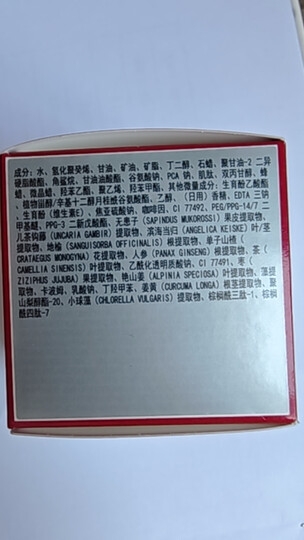 成分：水、氢化聚癸烯、甘油、矿油、矿脂、丁二醇、石蜡、聚甘油-2 二异
硬脂酸酯、角鲨烷、甘油油酸酯、谷氨酸钠、PCA 钠、肌肽、双丙甘醇、蜂
蜡、微晶蜡、羟苯乙酯、聚乙烯、羟苯甲酯、其他微量成分：生育酚乙酸酯
、植物甾醇/辛基十二醇月桂酰谷氨酸酯、乙醇、（日用）香精、EDTA 三钠
、生育酚（维生素E）、焦亚硫酸钠、咖啡因、CI 77492、PEG/PPG-14/7 二
甲基醚、PPG-3 二新戊酸酯、无患子（SAPINDUS MUKOROSSI）果皮提取物、
儿茶钩藤（UNCARIA GAMBIR）提取物、滨海当归（ANGELICA KEISKEI）叶/茎
提取物、地榆（SANGUISORBA OFFICINALIS）根提取物、单子山楂（
CRATAEGUS MONOGYNA）花提取物、人参（PANAX GINSENG）根提取物、茶（
CAMELLIA SINENSIS）叶提取物、乙酰化透明质酸钠、CI 77491、枣（
ZIZIPHUS JUJUBA）果提取物、艳山姜（ALPINIA SPECIOSA）叶提取物、藻提
取物、卡波姆、乳酸钠、丁羟甲苯、姜黄（CURCUMA LONGA）根茎提取物、聚
山梨醇酯-20、小球藻（CHLORELLA VULGARIS）提取物、棕榈酰三肽-1、棕榈
酰四肽-7